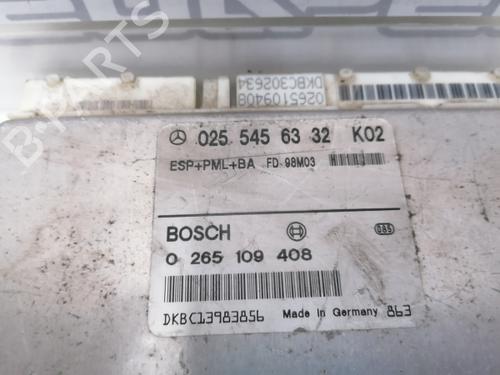 0265109408
DKBC302634
025 545 63 32 K02
ESP+PML+BA FD 98M03
BOSCH
0 265 109 408
DKBC13983856 Made in Germany 863